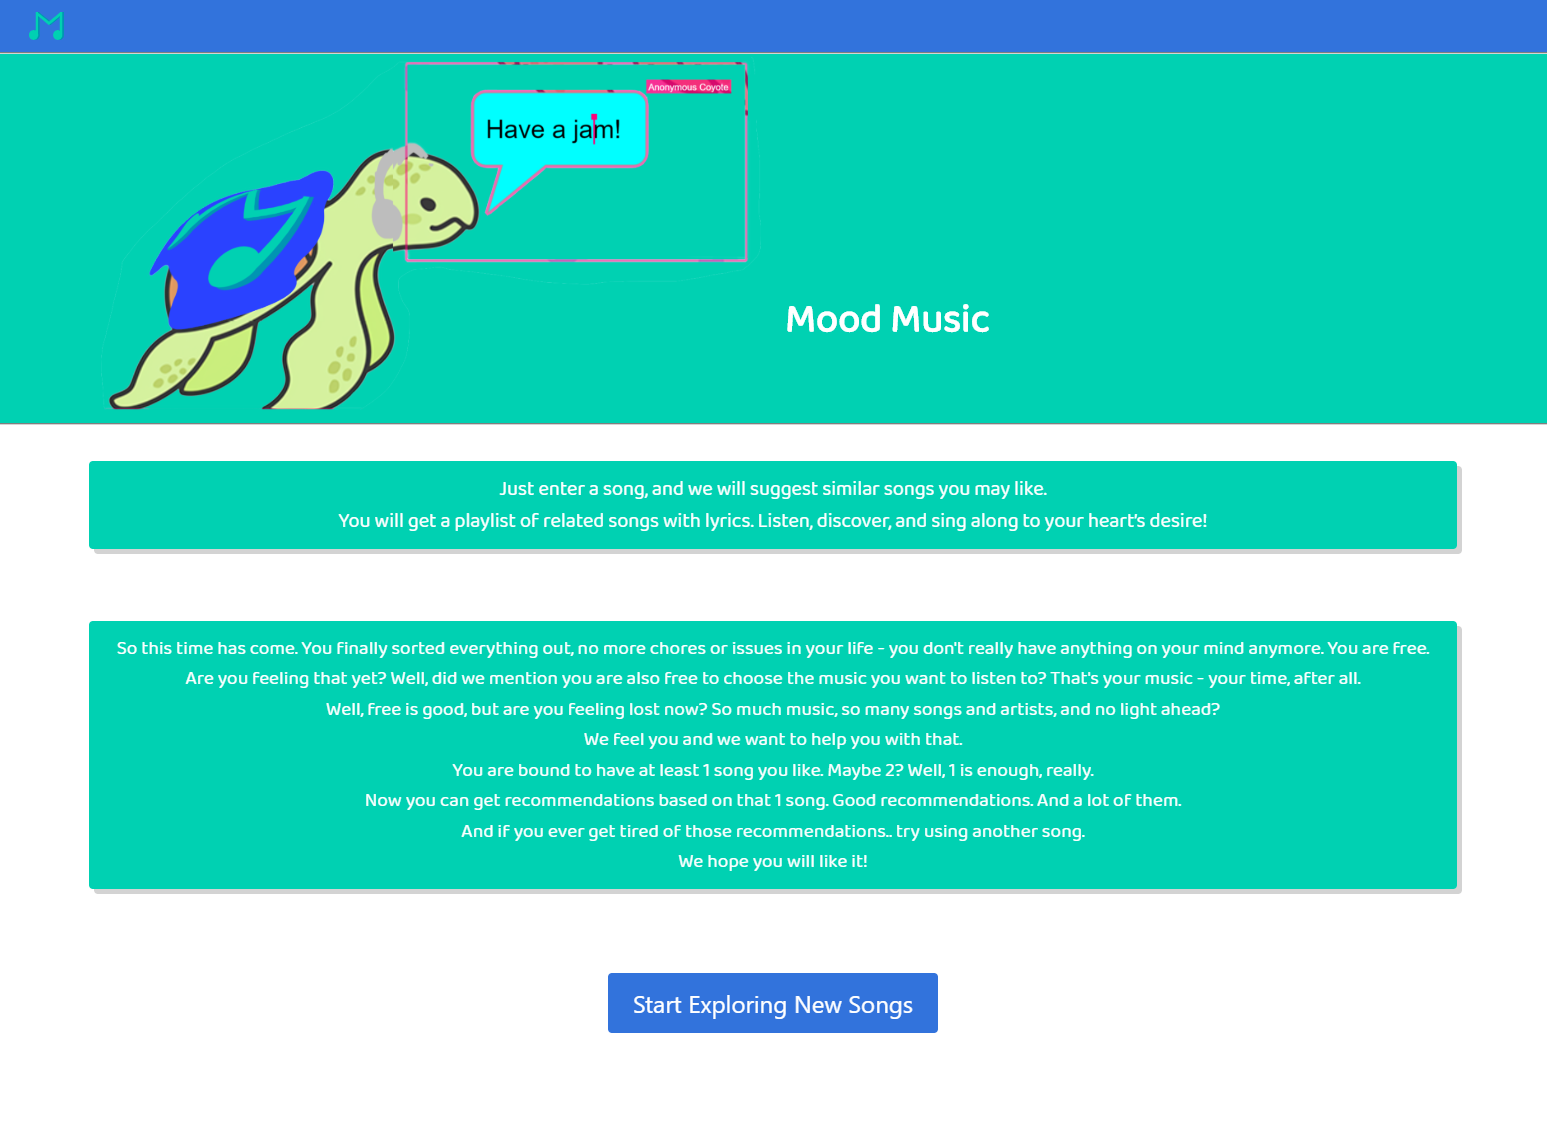 Anonymous Coyote
Have a jam!
Mood Music
Just enter a song, and we will suggest similar songs you may like.
You will get a playlist of related songs with lyrics. Listen, discover, and sing along to your heart's desire!
So this time has come. You finally sorted everything out, no more chores or issues in your life - you don't really have anything on your mind anymore. You are free.
Are you feeling that yet? Well, did we mention you are also free to choose the music you want to listen to? That's your music - your time, after all.
Well, free is good, but are you feeling lost now? So much music, so many songs and artists, and no light ahead?
We feel you and we want to help you with that.
You are bound to have at least 1 song you like. Maybe 2? Well, 1 is enough, really.
Now you can get recommendations based on that 1 song. Good recommendations. And a lot of them.
And if you ever get tired of those recommendations.. try using another song.
We hope you will like it!
Start Exploring New Songs